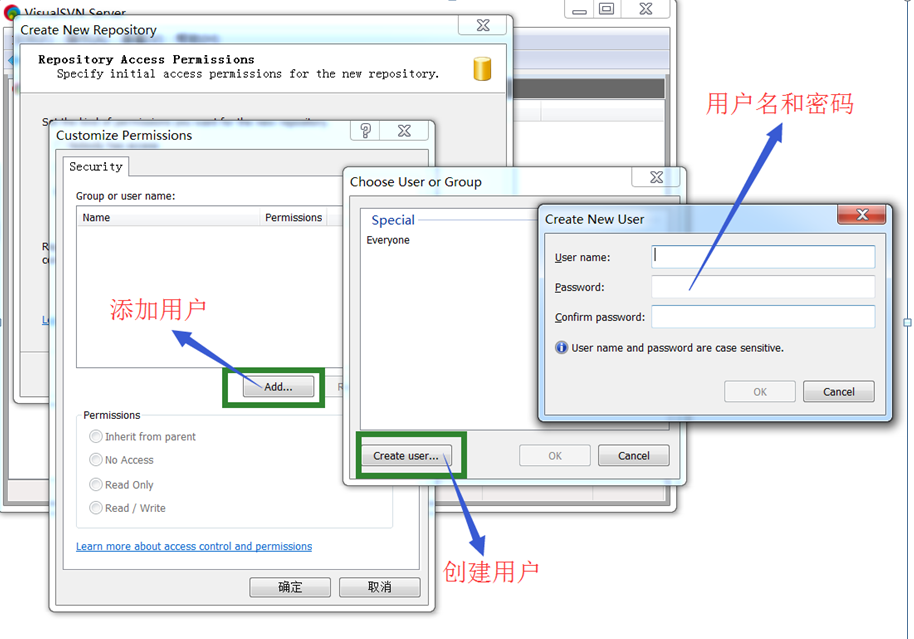 VisualSVN Server
Create New Repository
Repository Access Permissions
Specify initial access permissions for the new repository.
Customize Permissions
Security
Group or user name:
Name Permissions
添加用户
Add...
Permissions
Inherit from parent
No Access
Read Only
Read / Write
Learn more about access control and permissions
确定 取消
Choose User or Group
Special
Everyone
Create user... OK Cancel
创建用户
用户名和密码
Create New User
User name:
Password:
Confirm password:
User name and password are case sensitive.
OK Cancel